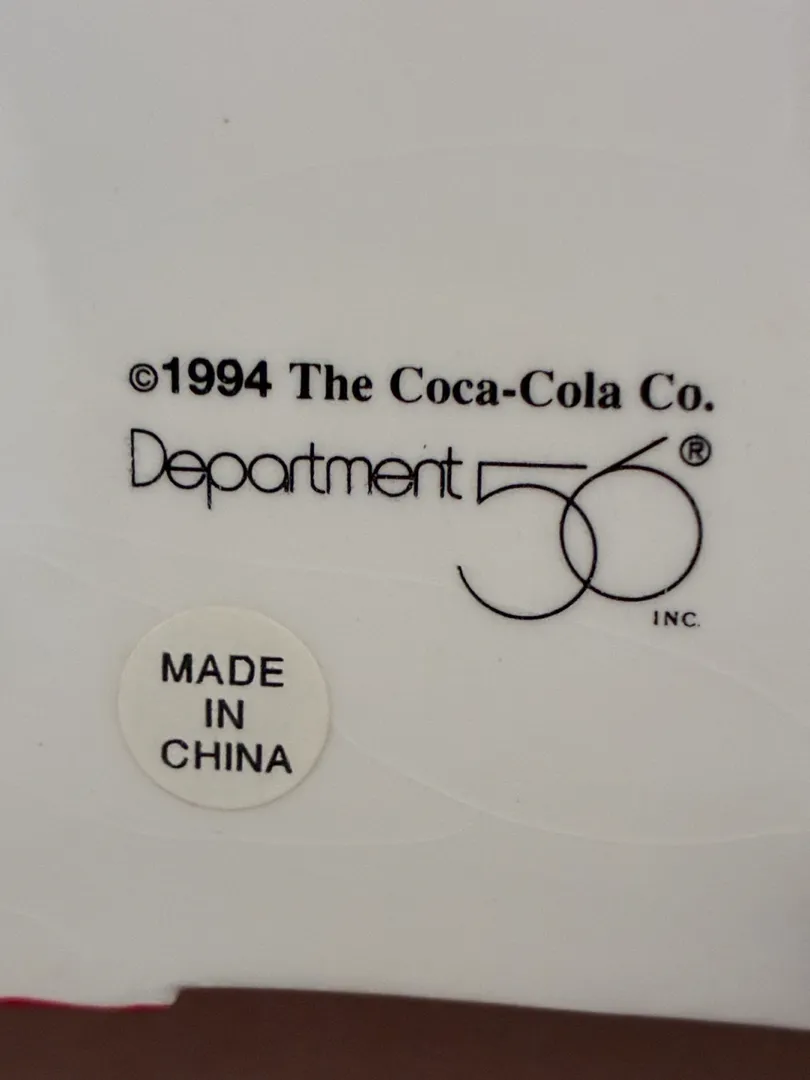 ©1994 The Coca-Cola Co.
Department 56®
INC.
MADE
IN
CHINA